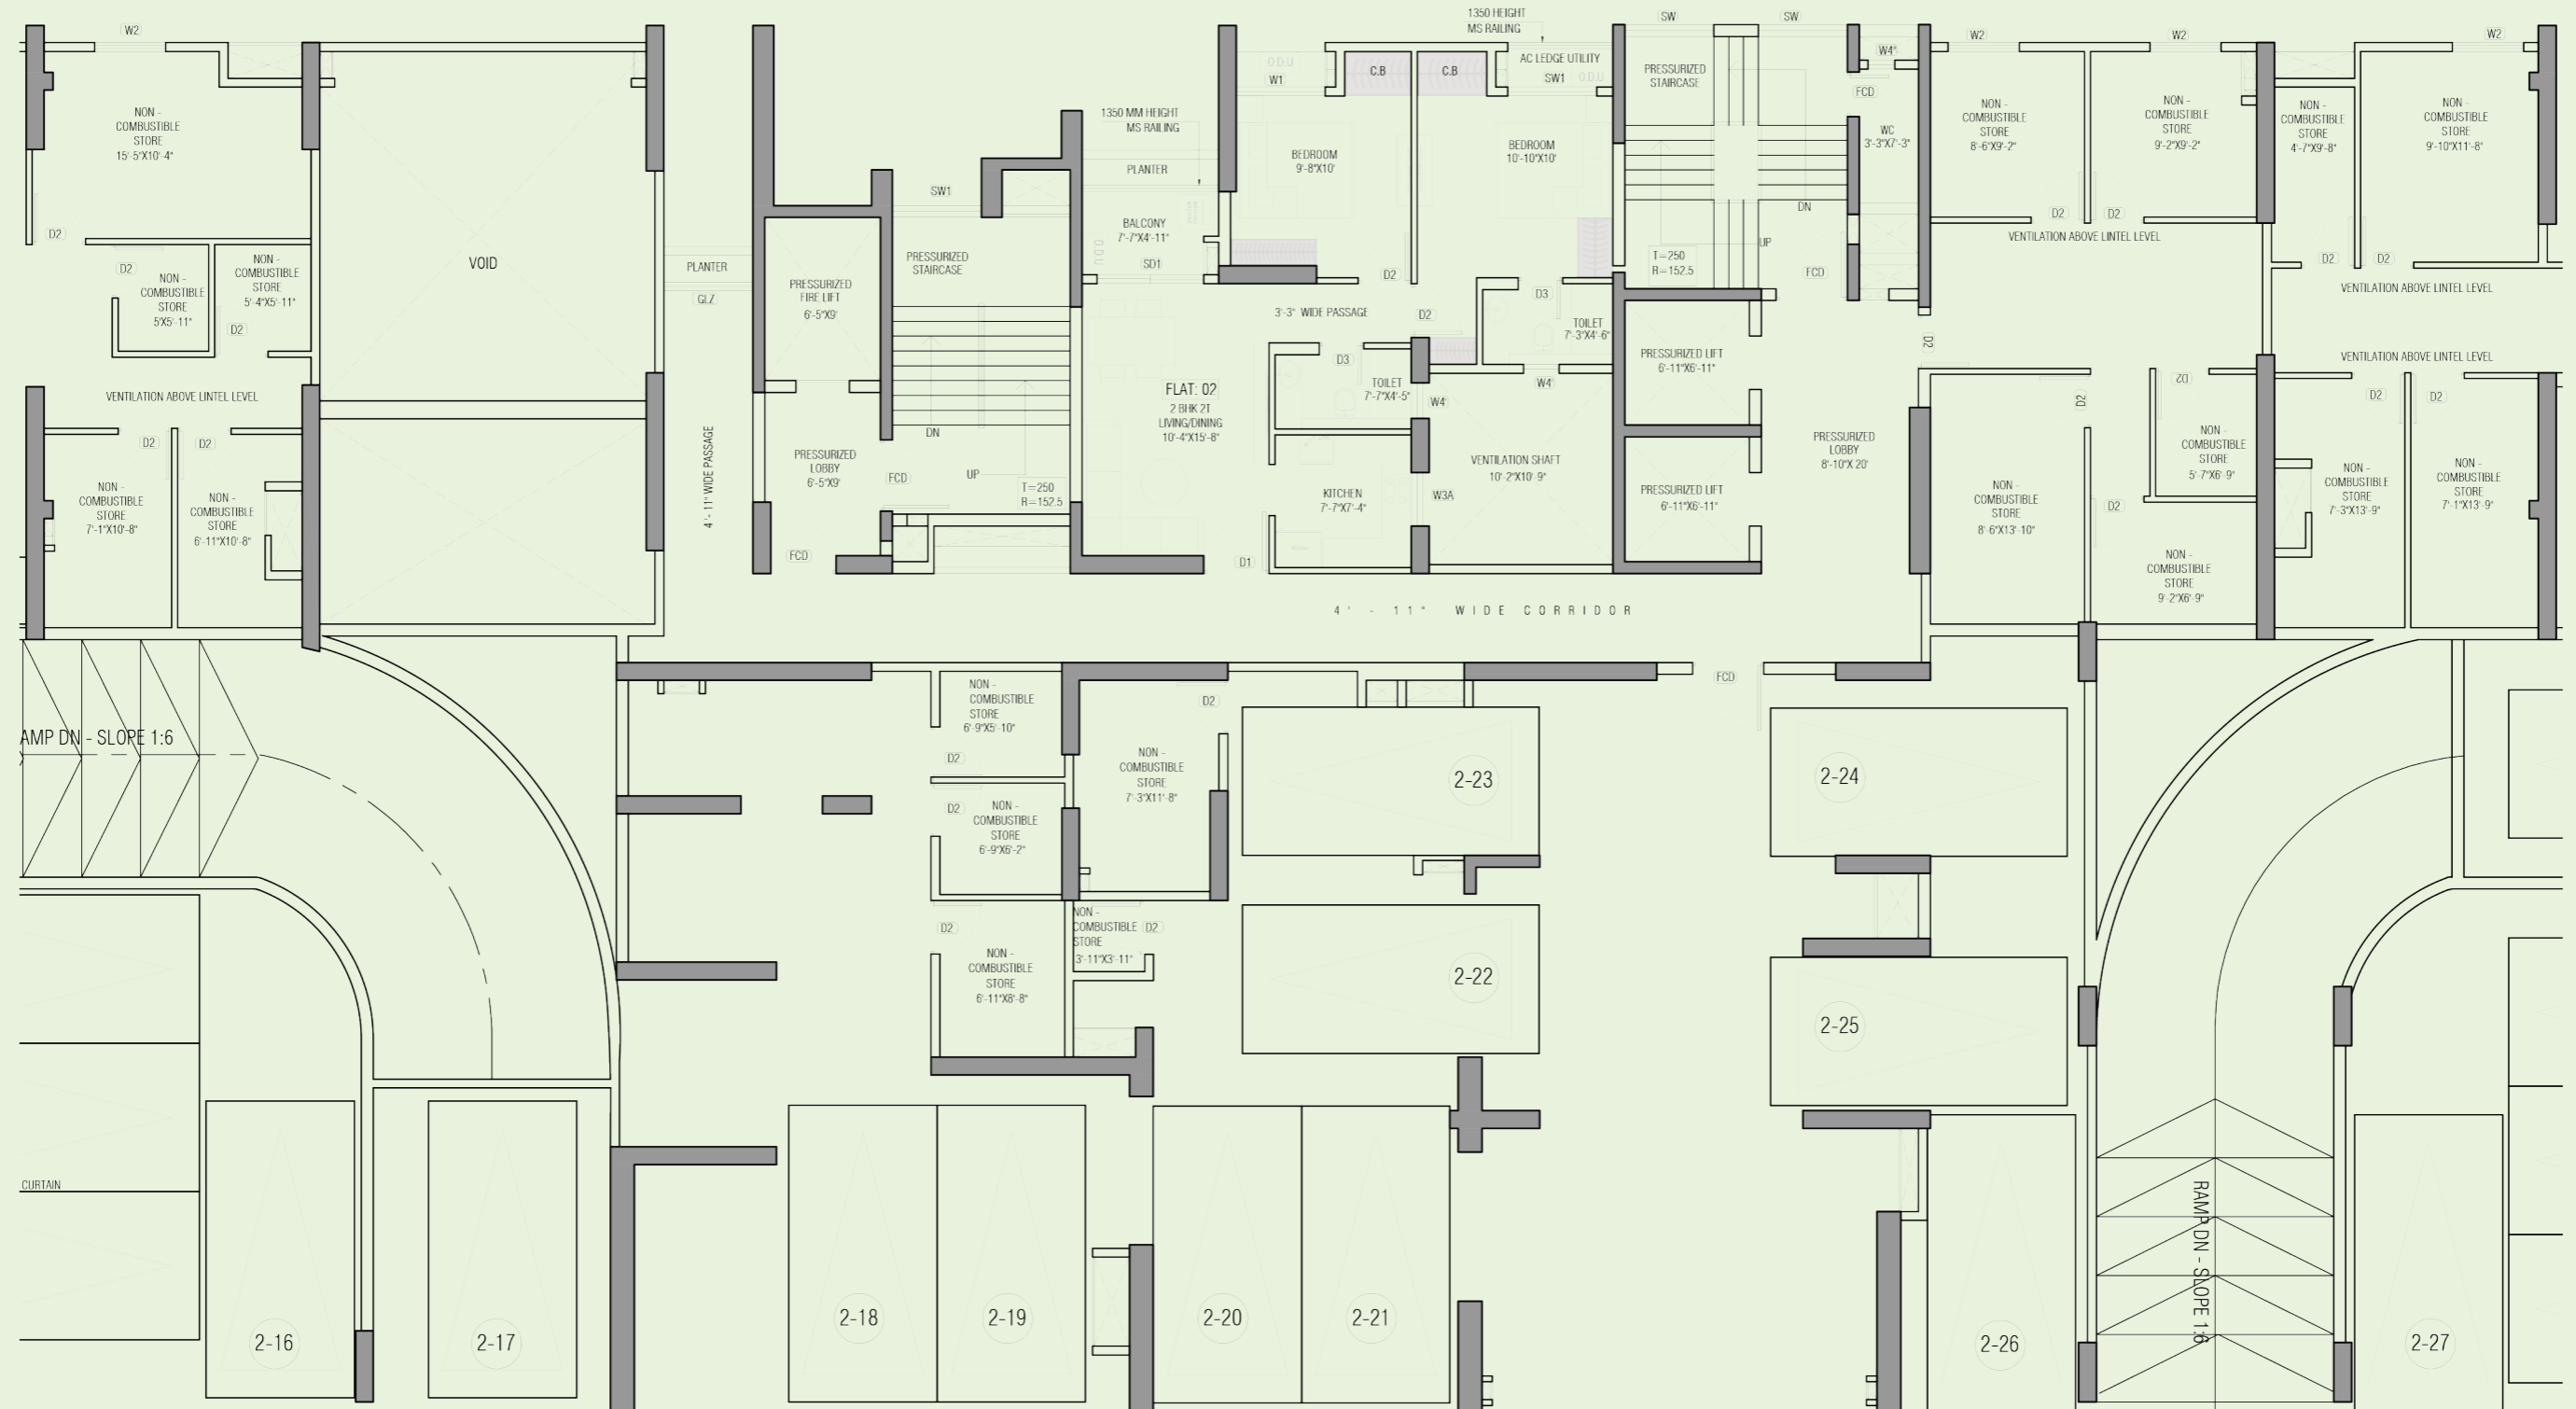 W2
NON -
COMBUSTIBLE
STORE
15'-5"X10'-4"
D2
D2
NON -
COMBUSTIBLE
STORE
5'X5'-11"
NON -
COMBUSTIBLE
STORE
5'-4"X5'-11"
D2
VENTILATION ABOVE LINTEL LEVEL
D2
D2
NON -
COMBUSTIBLE
STORE
7'-1"X10'-8"
NON -
COMBUSTIBLE
STORE
6'-11"X10'-8"
VOID
PLANTER
GLZ
4'-11" WIDE PASSAGE
PRESSURIZED
FIRE LIFT
6'-5"X9'
PRESSURIZED
LOBBY
6'-5"X9'
FCD
FCD
SW1
PRESSURIZED
STAIRCASE
DN
UP
T=250
R=152.5
1350 MM HEIGHT
MS RAILING
PLANTER
BALCONY
7'-7"X4'-11"
O.D.U
SD1
FLAT: 02
2 BHK 2T
LIVING/DINING
10'-4"X15'-8"
D1
O.D.U
W1
C.B
C.B
1350 HEIGHT
MS RAILING
AC LEDGE UTILITY
SW1
O.D.U
BEDROOM
9'-8"X10'
BEDROOM
10'-10"X10'
D2
3'-3" WIDE PASSAGE
D2
D3
TOILET
7'-3"X4'-6"
D3
TOILET
7'-7"X4'-5"
W4'
W4'
KITCHEN
7'-7"X7'-4"
W3A
VENTILATION SHAFT
10'-2"X10'-9"
SW
SW
PRESSURIZED
STAIRCASE
DN
UP
T=250
R=152.5
W4"
FCD
WC
3'-3"X7'-3"
FCD
PRESSURIZED LIFT
6'-11"X6'-11"
PRESSURIZED LIFT
6'-11"X6'-11"
PRESSURIZED
LOBBY
8'-10"X 20'
D2
W2
W2
W2
NON -
COMBUSTIBLE
STORE
8'-6"X9'-2"
NON -
COMBUSTIBLE
STORE
9'-2"X9'-2"
NON -
COMBUSTIBLE
STORE
4'-7"X9'-8"
NON -
COMBUSTIBLE
STORE
9'-10"X11'-8"
D2
D2
VENTILATION ABOVE LINTEL LEVEL
D2
D2
VENTILATION ABOVE LINTEL LEVEL
VENTILATION ABOVE LINTEL LEVEL
D2
D2
D2
D2
NON -
COMBUSTIBLE
STORE
8'-6"X13'-10"
NON -
COMBUSTIBLE
STORE
5'-7"X6'-9"
D2
NON -
COMBUSTIBLE
STORE
9'-2"X6'-9"
NON -
COMBUSTIBLE
STORE
7'-3"X13'-9"
NON -
COMBUSTIBLE
STORE
7'-1"X13'-9"
4' - 11" WIDE CORRIDOR
FCD
AMP DN - SLOPE 1:6
NON -
COMBUSTIBLE
STORE
6'-9"X5'-10"
D2
D2
NON -
COMBUSTIBLE
STORE
6'-9"X6'-2"
D2
NON -
COMBUSTIBLE
STORE
7'-3"X11'-8"
D2
NON -
COMBUSTIBLE
STORE
6'-11"X8'-8"
NON -
COMBUSTIBLE
STORE
3'-11"X3'-11"
D2
2-23
2-24
2-22
2-25
CURTAIN
2-16
2-17
2-18
2-19
2-20
2-21
2-26
RAMP DN - SLOPE 1:6
2-27